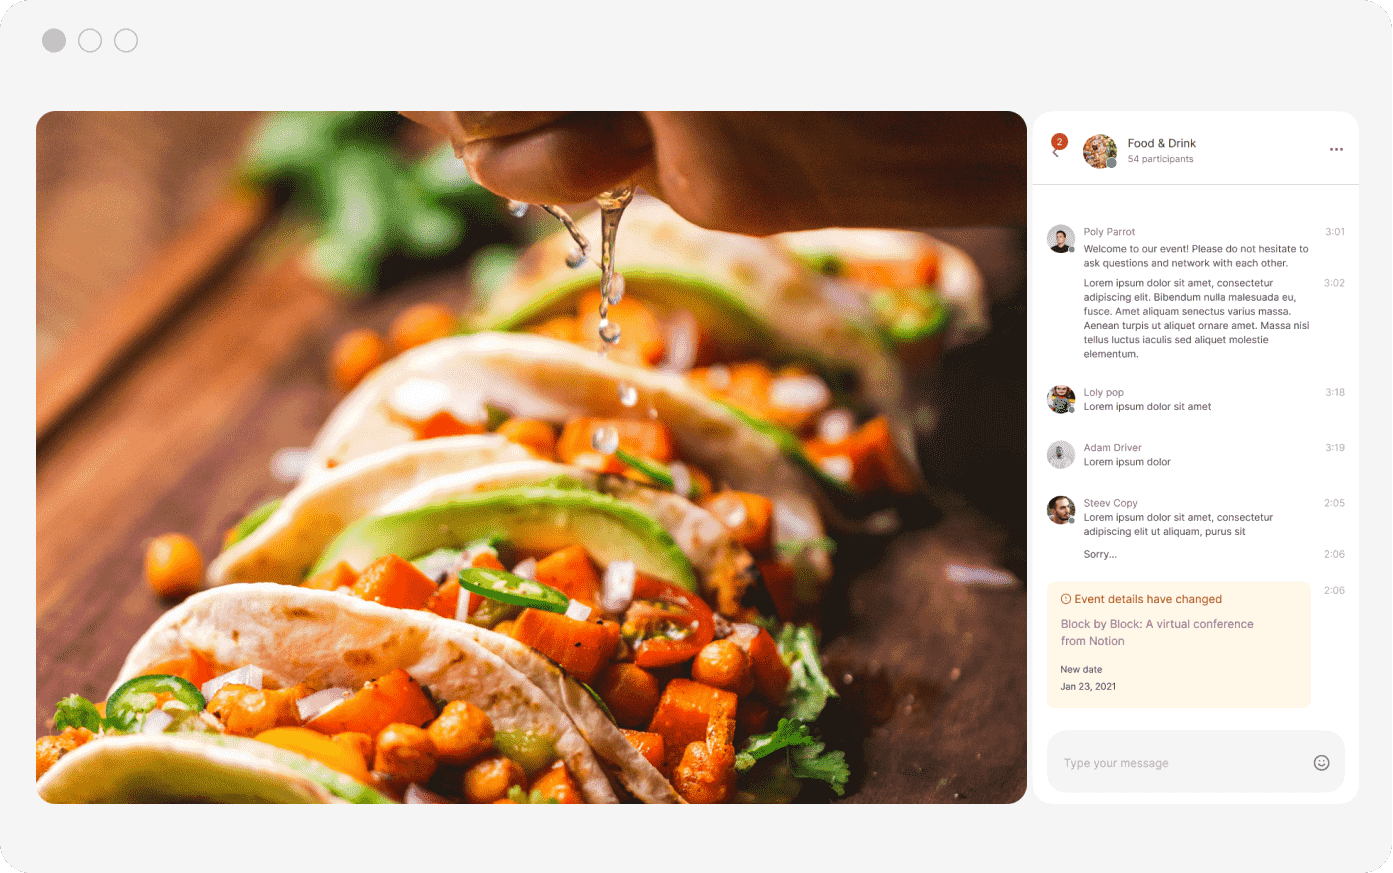 2
Food & Drink
54 participants
Poly Parrot 3:01
Welcome to our event! Please do not hesitate to
ask questions and network with each other.
Lorem ipsum dolor sit amet, consectetur 3:02
adipiscing elit. Bibendum nulla malesuada eu,
fusce. Amet aliquam senectus varius massa.
Aenean turpis ut aliquet ornare amet. Massa nisi
tellus luctus iaculis sed aliquet molestie
elementum.
Loly pop 3:18
Lorem ipsum dolor sit amet
Adam Driver 3:19
Lorem ipsum dolor
Steev Copy 2:05
Lorem ipsum dolor sit amet, consectetur
adipiscing elit ut aliquam, purus sit
Sorry... 2:06
Event details have changed 2:06
Block by Block: A virtual conference
from Notion
New date
Jan 23, 2021
Type your message